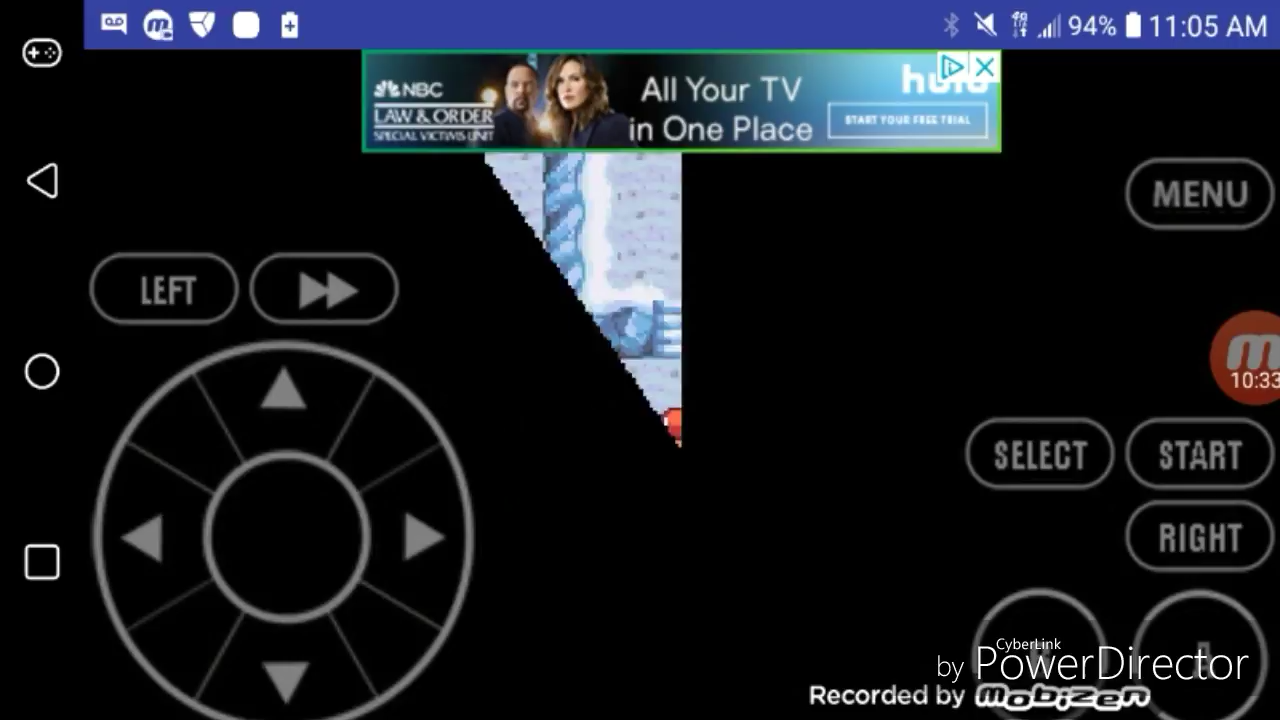 94% 11:05 AM
NBC
LAW & ORDER
SPECIAL VICTIMS UNIT
All Your TV
in One Place
hulu
START YOUR FREE TRIAL
MENU
LEFT
10:33
SELECT
START
RIGHT
CyberLink
by PowerDirector
Recorded by mobizen